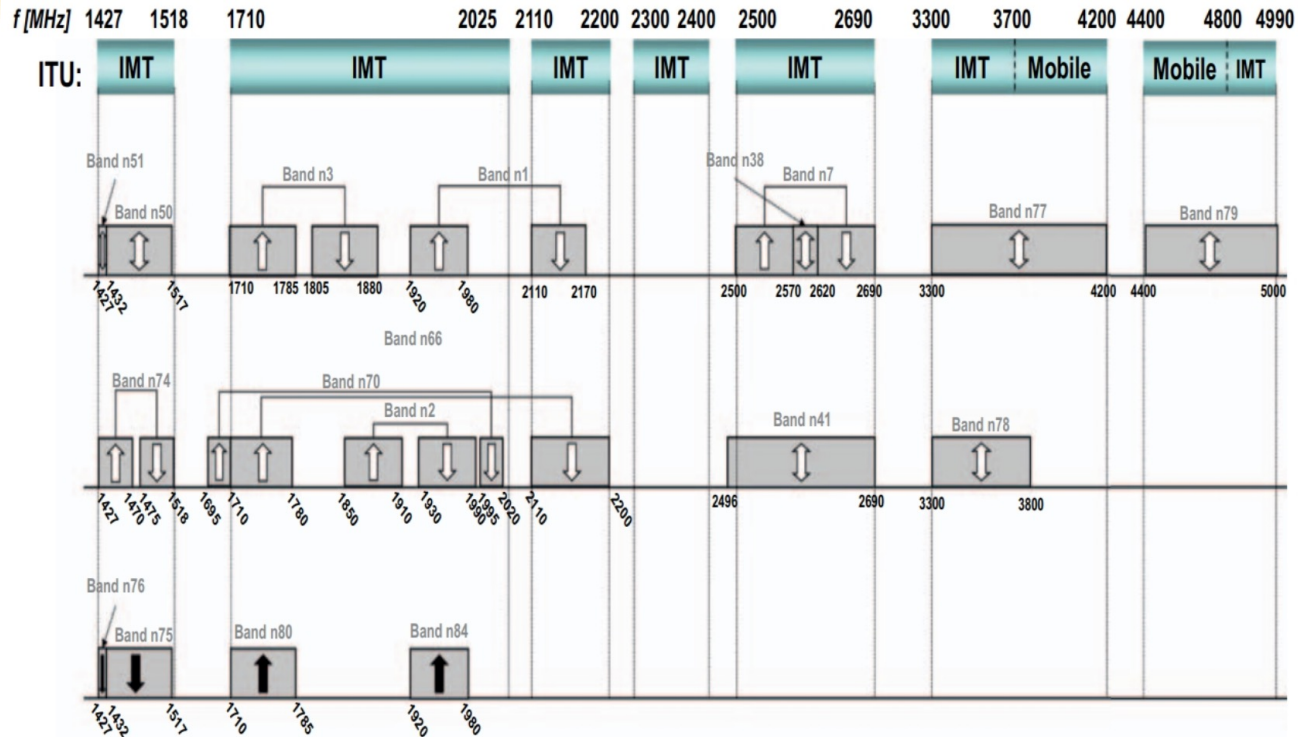 f [MHz] 1427 1518 1710 2025 2110 2200 2300 2400 2500 2690 3300 3700 4200 4400 4800 4990
ITU: IMT IMT IMT IMT IMT IMT Mobile Mobile IMT
Band n51 Band n38
Band n3 Band n1 Band n7
Band n50 Band n77 Band n79
1427 1432 1517 1710 1785 1805 1880 1920 1980 2110 2170 2500 2570 2620 2690 3300 4200 4400 5000
Band n66
Band n74 Band n70
Band n2 Band n41 Band n78
1427 1470 1475 1518 1695 1710 1780 1850 1910 1930 1990 1995 2020 2110 2200 2496 2690 3300 3800
Band n76
Band n75 Band n80 Band n84
1427 1432 1517 1710 1785 1920 1980